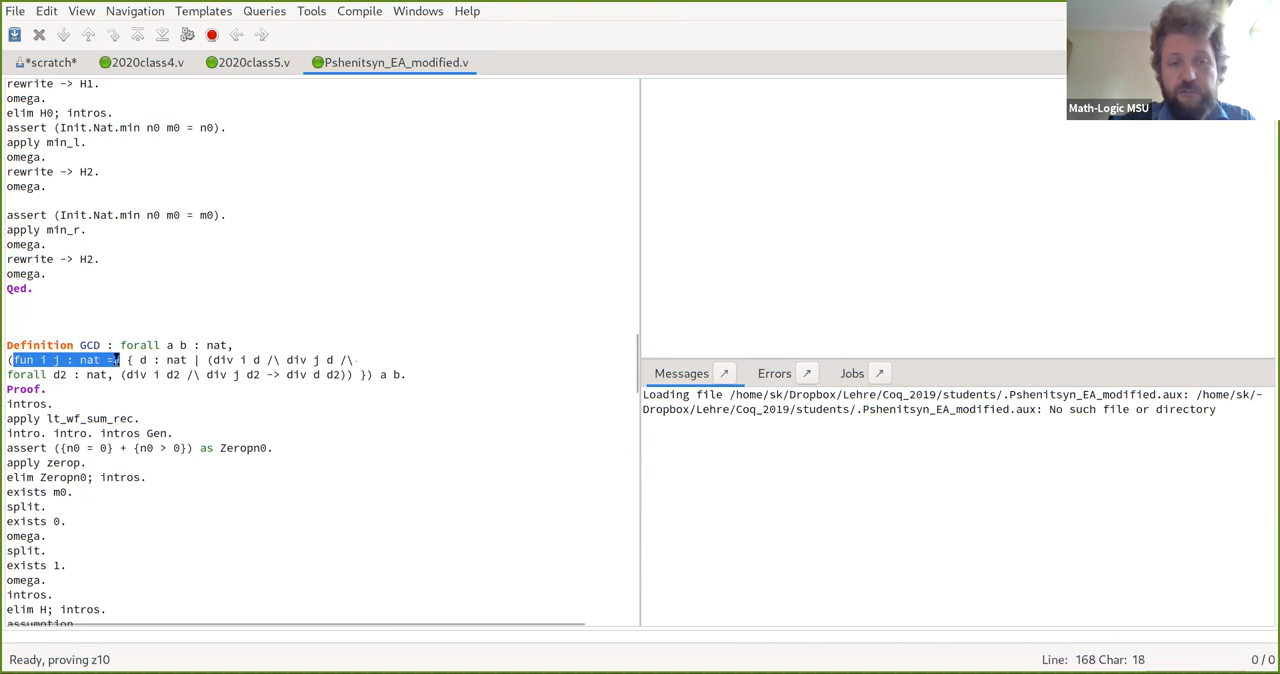 File Edit View Navigation Templates Queries Tools Compile Windows Help
*scratch* 2020class4.v 2020class5.v Pshenitsyn_EA_modified.v
Math-Logic MSU
rewrite -> H1.
omega.
elim H0; intros.
assert (Init.Nat.min n0 m0 = n0).
apply min_l.
omega.
rewrite -> H2.
omega.
assert (Init.Nat.min n0 m0 = m0).
apply min_r.
omega.
rewrite -> H2.
omega.
Qed.
Definition GCD : forall a b : nat,
(fun i j : nat => { d : nat | (div i d /\ div j d /\
forall d2 : nat, (div i d2 /\ div j d2 -> div d d2)) }) a b.
Proof.
intros.
apply lt_wf_sum_rec.
intro. intro. intros Gen.
assert ({n0 = 0} + {n0 > 0}) as Zeropn0.
apply zerop.
elim Zeropn0; intros.
exists m0.
split.
exists 0.
omega.
split.
exists 1.
omega.
intros.
elim H; intros.
assumption
Messages Errors Jobs
Loading file /home/sk/Dropbox/Lehre/Coq_2019/students/.Pshenitsyn_EA_modified.aux: /home/sk/-
Dropbox/Lehre/Coq_2019/students/.Pshenitsyn_EA_modified.aux: No such file or directory
Ready, proving z10 Line: 168 Char: 18 0 / 0